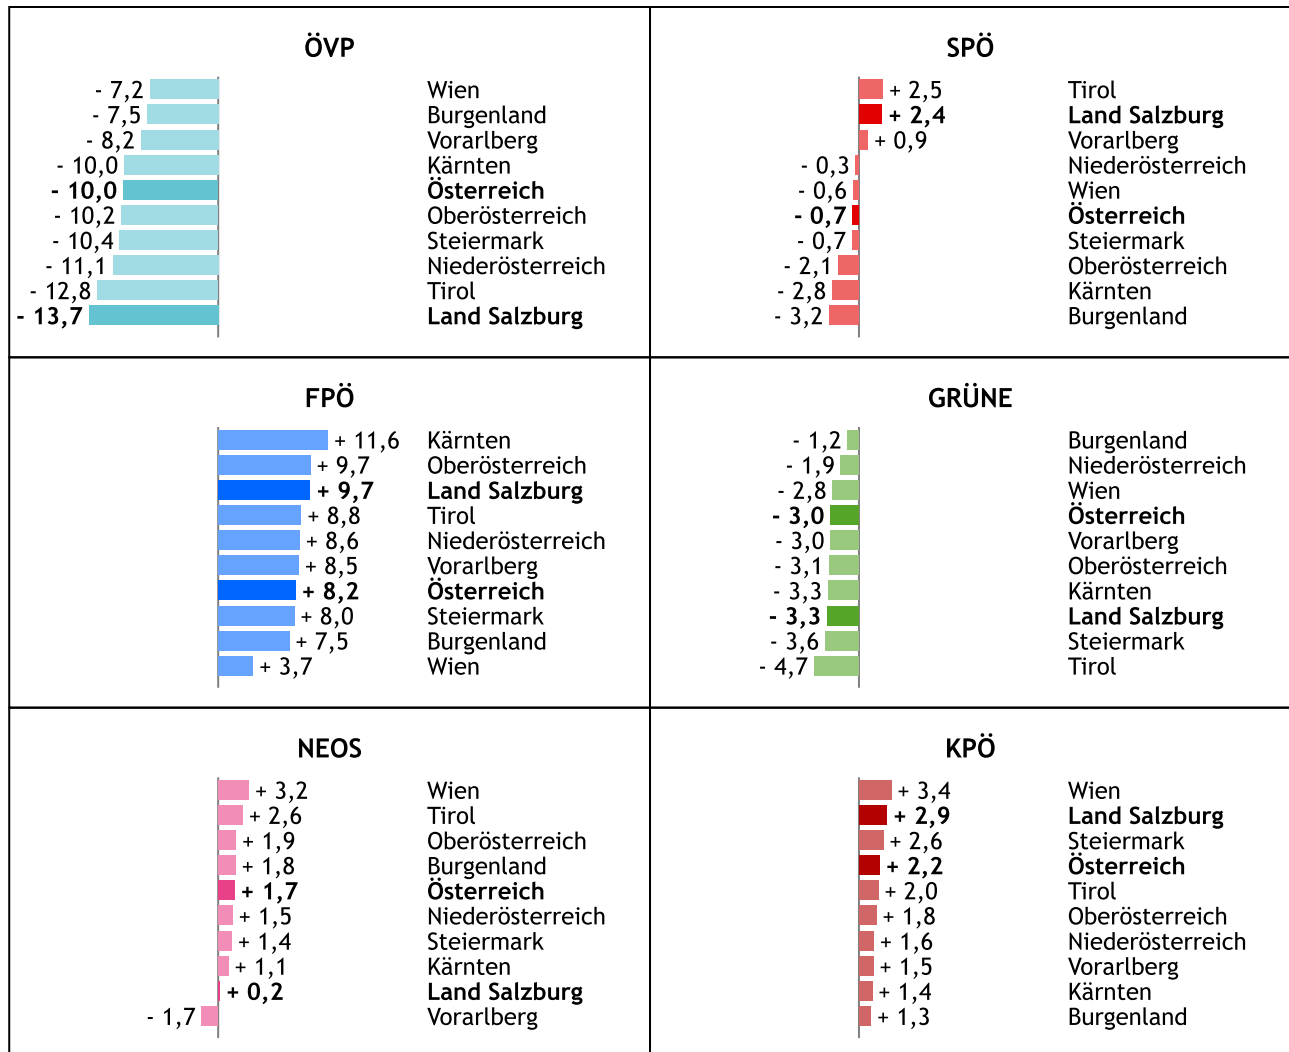 ÖVP
- 7,2 Wien
- 7,5 Burgenland
- 8,2 Vorarlberg
- 10,0 Kärnten
- 10,0 Österreich
- 10,2 Oberösterreich
- 10,4 Steiermark
- 11,1 Niederösterreich
- 12,8 Tirol
- 13,7 Land Salzburg
SPÖ
+ 2,5 Tirol
+ 2,4 Land Salzburg
+ 0,9 Vorarlberg
- 0,3 Niederösterreich
- 0,6 Wien
- 0,7 Österreich
- 0,7 Steiermark
- 2,1 Oberösterreich
- 2,8 Kärnten
- 3,2 Burgenland
FPÖ
+ 11,6 Kärnten
+ 9,7 Oberösterreich
+ 9,7 Land Salzburg
+ 8,8 Tirol
+ 8,6 Niederösterreich
+ 8,5 Vorarlberg
+ 8,2 Österreich
+ 8,0 Steiermark
+ 7,5 Burgenland
+ 3,7 Wien
GRÜNE
- 1,2 Burgenland
- 1,9 Niederösterreich
- 2,8 Wien
- 3,0 Österreich
- 3,0 Vorarlberg
- 3,1 Oberösterreich
- 3,3 Kärnten
- 3,3 Land Salzburg
- 3,6 Steiermark
- 4,7 Tirol
NEOS
+ 3,2 Wien
+ 2,6 Tirol
+ 1,9 Oberösterreich
+ 1,8 Burgenland
+ 1,7 Österreich
+ 1,5 Niederösterreich
+ 1,4 Steiermark
+ 1,1 Kärnten
+ 0,2 Land Salzburg
- 1,7 Vorarlberg
KPÖ
+ 3,4 Wien
+ 2,9 Land Salzburg
+ 2,6 Steiermark
+ 2,2 Österreich
+ 2,0 Tirol
+ 1,8 Oberösterreich
+ 1,6 Niederösterreich
+ 1,5 Vorarlberg
+ 1,4 Kärnten
+ 1,3 Burgenland